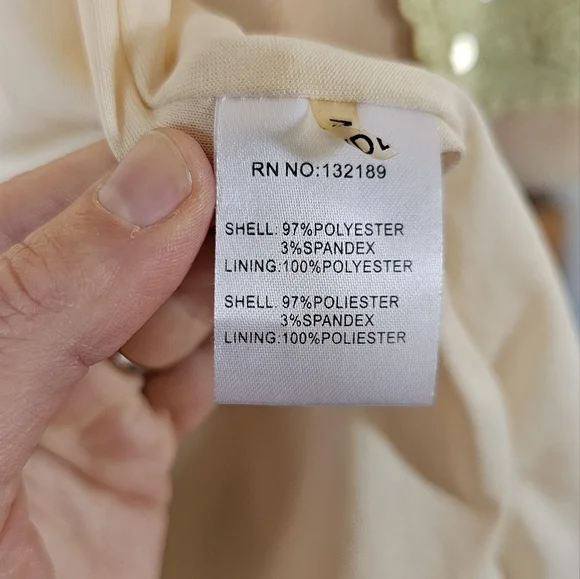 RN NO:132189
SHELL: 97%POLYESTER
3%SPANDEX
LINING:100%POLYESTER
SHELL: 97%POLIESTER
3%SPANDEX
LINING:100%POLIESTER